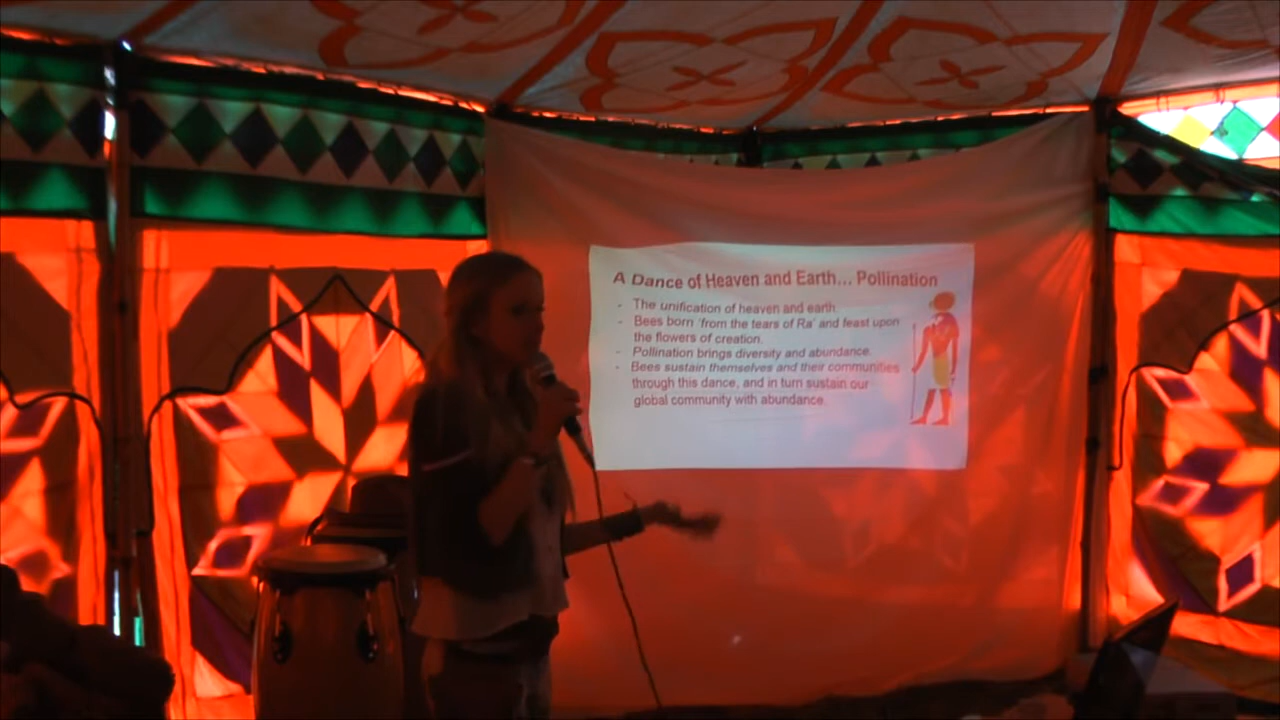 A Dance of Heaven and Earth... Pollination
- The unification of heaven and earth.
- Bees born 'from the tears of Ra' and feast upon
the flowers of creation.
- Pollination brings diversity and abundance.
- Bees sustain themselves and their communities
through this dance, and in turn sustain our
global community with abundance.